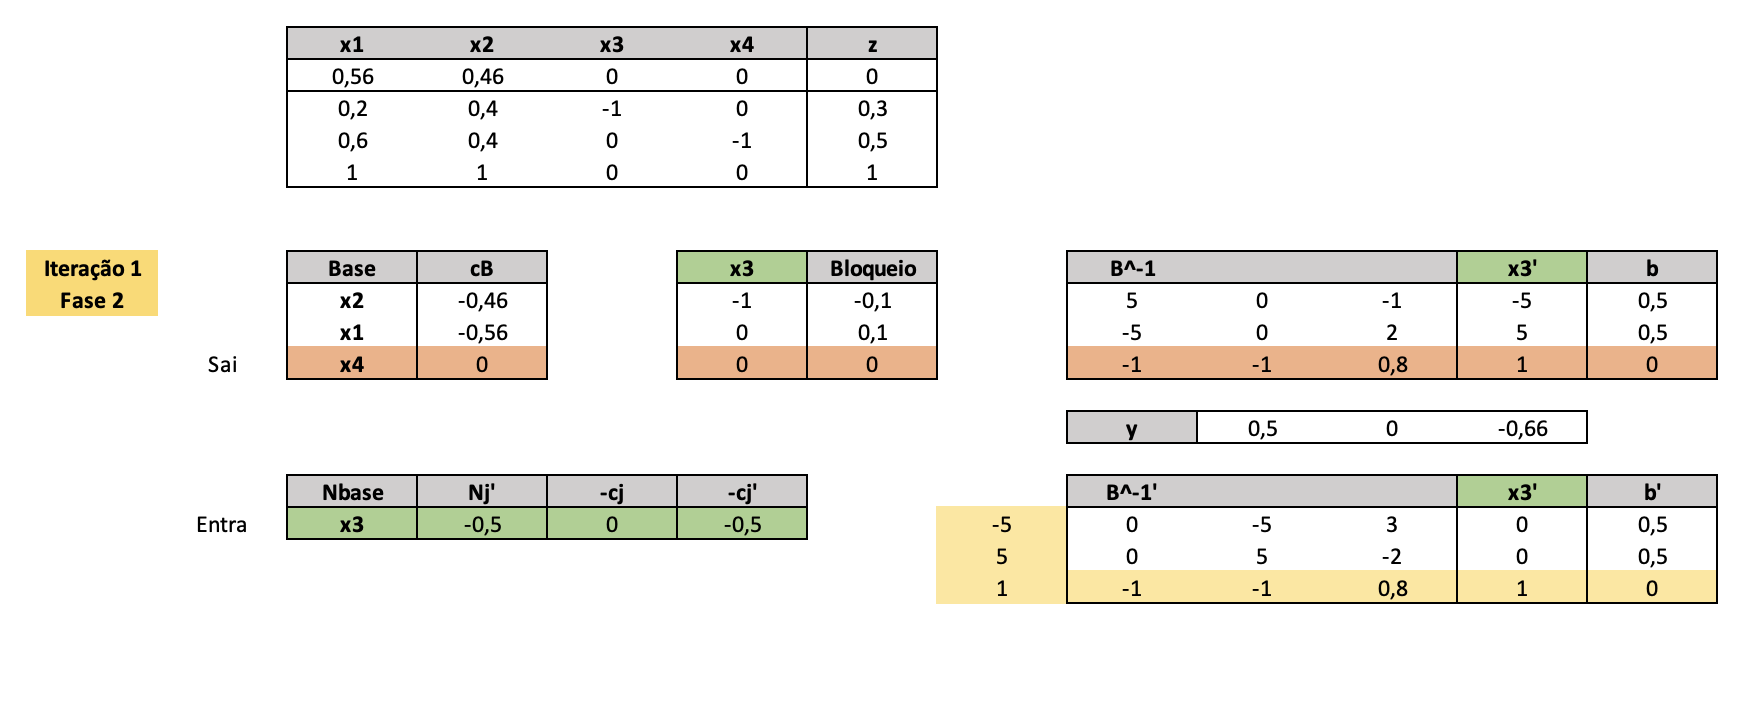 x1 x2 x3 x4 z
0,56 0,46 0 0 0
0,2 0,4 -1 0 0,3
0,6 0,4 0 -1 0,5
1 1 0 0 1
Iteração 1 Base cB x3 Bloqueio B^-1 x3' b
Fase 2 x2 -0,46 -1 -0,1 5 0 -1 -5 0,5
x1 -0,56 0 0,1 -5 0 2 5 0,5
Sai x4 0 0 0 -1 -1 0,8 1 0
y 0,5 0 -0,66
Nbase Nj' -cj -cj' B^-1' x3' b'
Entra x3 -0,5 0 -0,5 -5 0 -5 3 0 0,5
5 0 5 -2 0 0,5
1 -1 -1 0,8 1 0